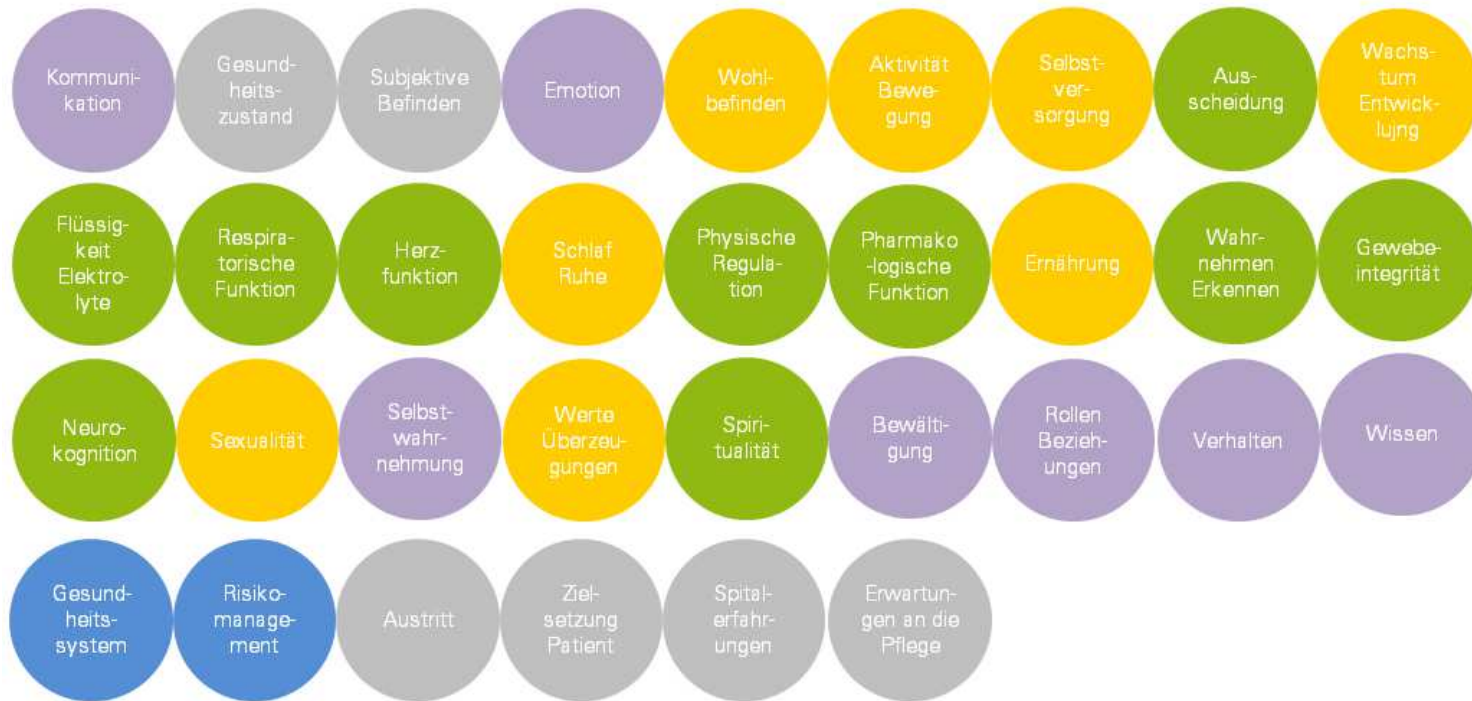 Kommuni-
kation
Gesund-
heits-
zustand
Subjektive
Befinden
Emotion
Wohl-
befinden
Aktivität
Bewe-
gung
Selbst-
ver-
sorgung
Aus-
scheidung
Wachs-
tum
Entwick-
lujng
Flüssig-
keit
Elektro-
lyte
Respira-
torische
Funktion
Herz-
funktion
Schlaf
Ruhe
Physische
Regula-
tion
Pharmako
-logische
Funktion
Ernährung
Wahr-
nehmen
Erkennen
Gewebe-
integrität
Neuro-
kognition
Sexualität
Selbst-
wahr-
nehmung
Werte
Überzeu-
gungen
Spiri-
tualität
Bewälti-
gung
Rollen
Bezieh-
ungen
Verhalten
Wissen
Gesund-
heits-
system
Risiko-
manage-
ment
Austritt
Ziel-
setzung
Patient
Spital-
erfahr-
ungen
Erwartun-
gen an die
Pflege